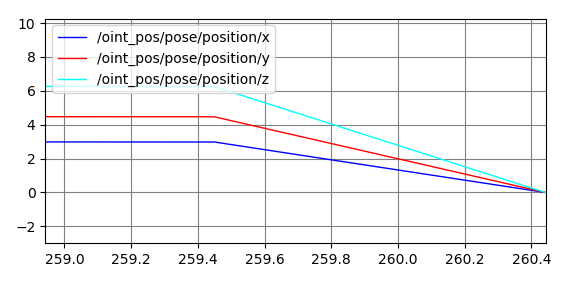 10
8
6
4
2
0
−2
/oint_pos/pose/position/x
/oint_pos/pose/position/y
/oint_pos/pose/position/z
259.0 259.2 259.4 259.6 259.8 260.0 260.2 260.4